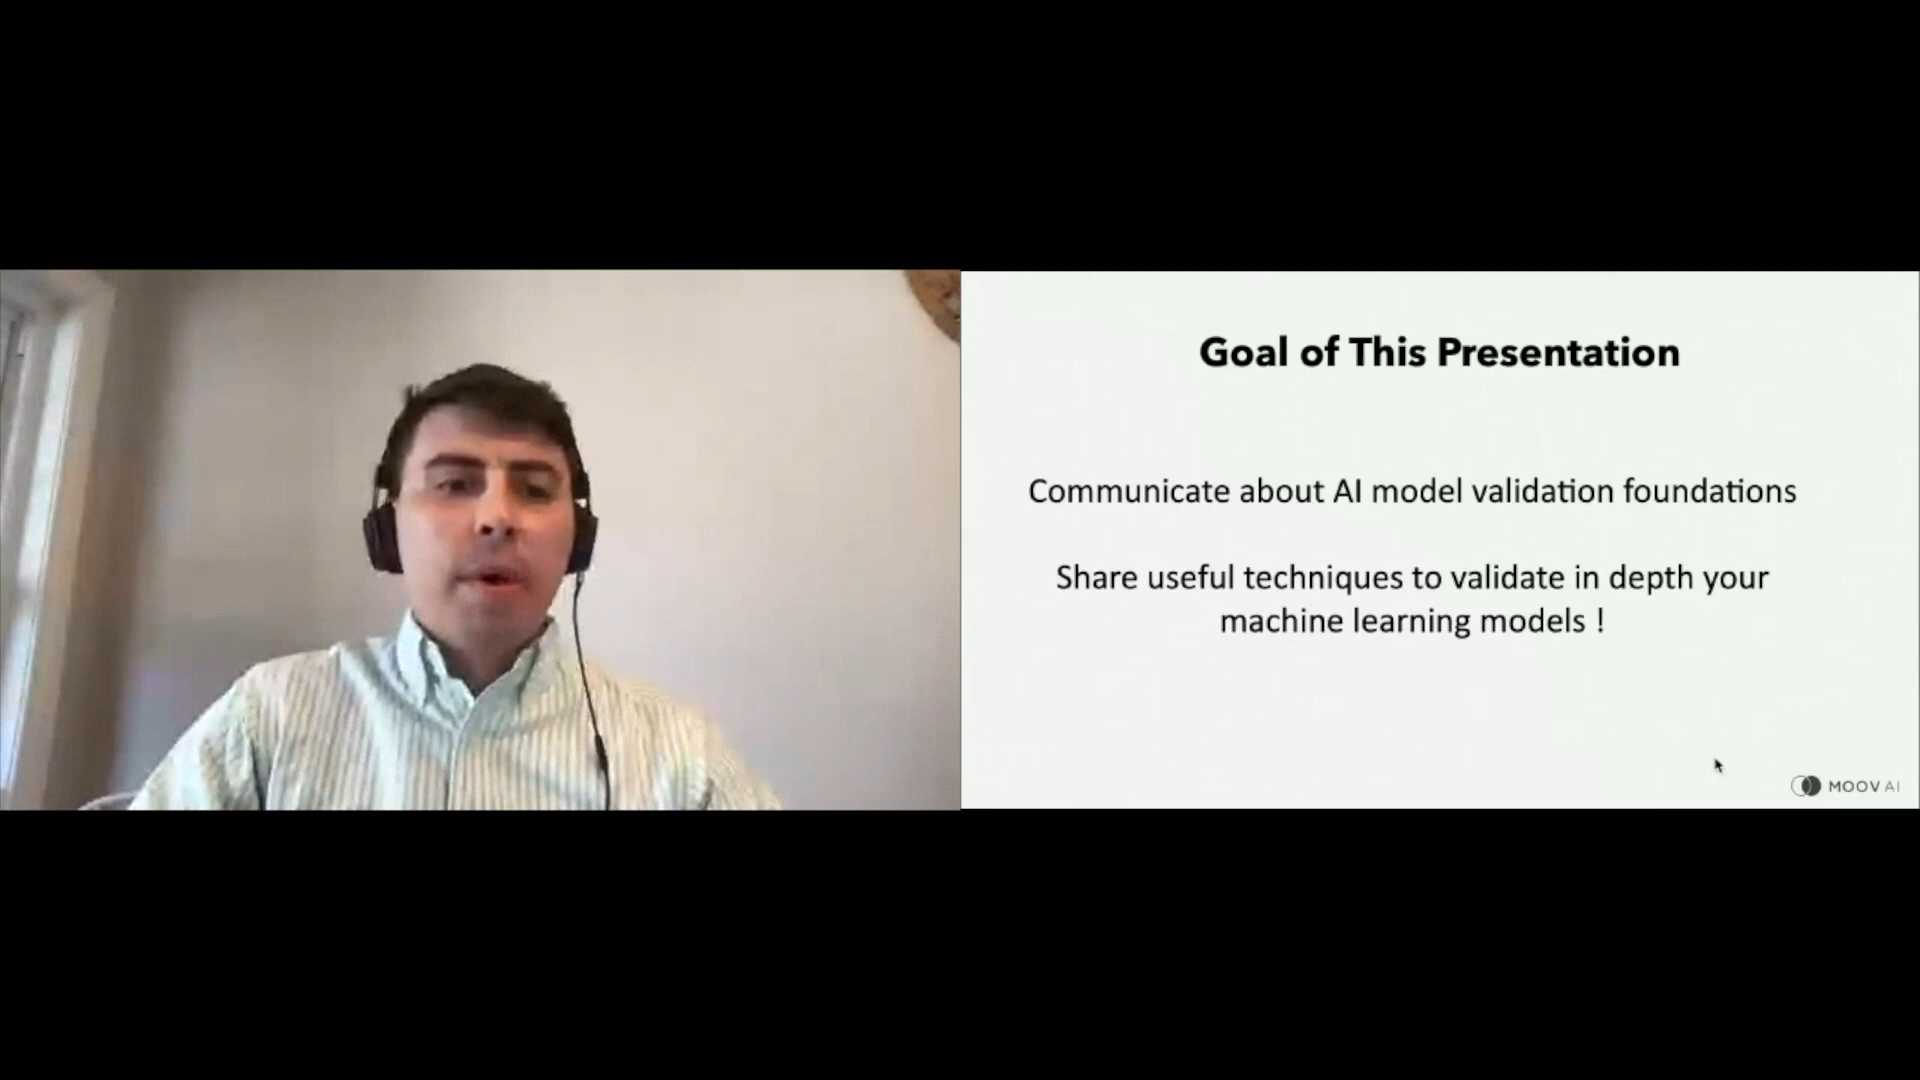 Goal of This Presentation
Communicate about AI model validation foundations
Share useful techniques to validate in depth your
machine learning models !
MOOV AI